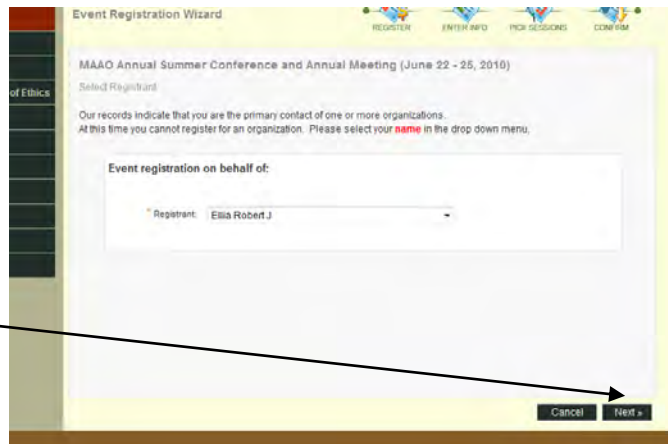 Event Registration Wizard
REGISTER ENTER INFO PICK SESSIONS CONFIRM
MAAO Annual Summer Conference and Annual Meeting (June 22 - 25, 2010)
of Ethics
Select Registrant
Our records indicate that you are the primary contact of one or more organizations.
At this time you cannot register for an organization. Please select your name in the drop down menu.
Event registration on behalf of:
* Registrant: Ellia Robert J
Cancel Next »